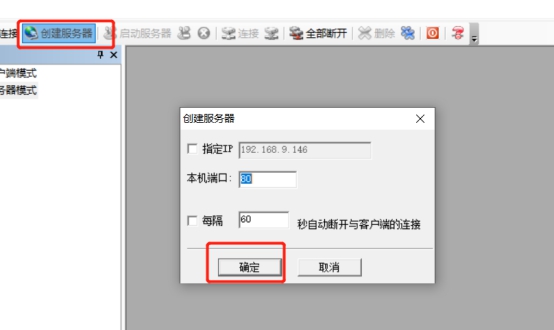 连接 创建服务器 启动服务器 连接 全部断开 删除
户端模式
务器模式
创建服务器
指定IP 192.168.9.146
本机端口: 60
每隔 60 秒自动断开与客户端的连接
确定 取消